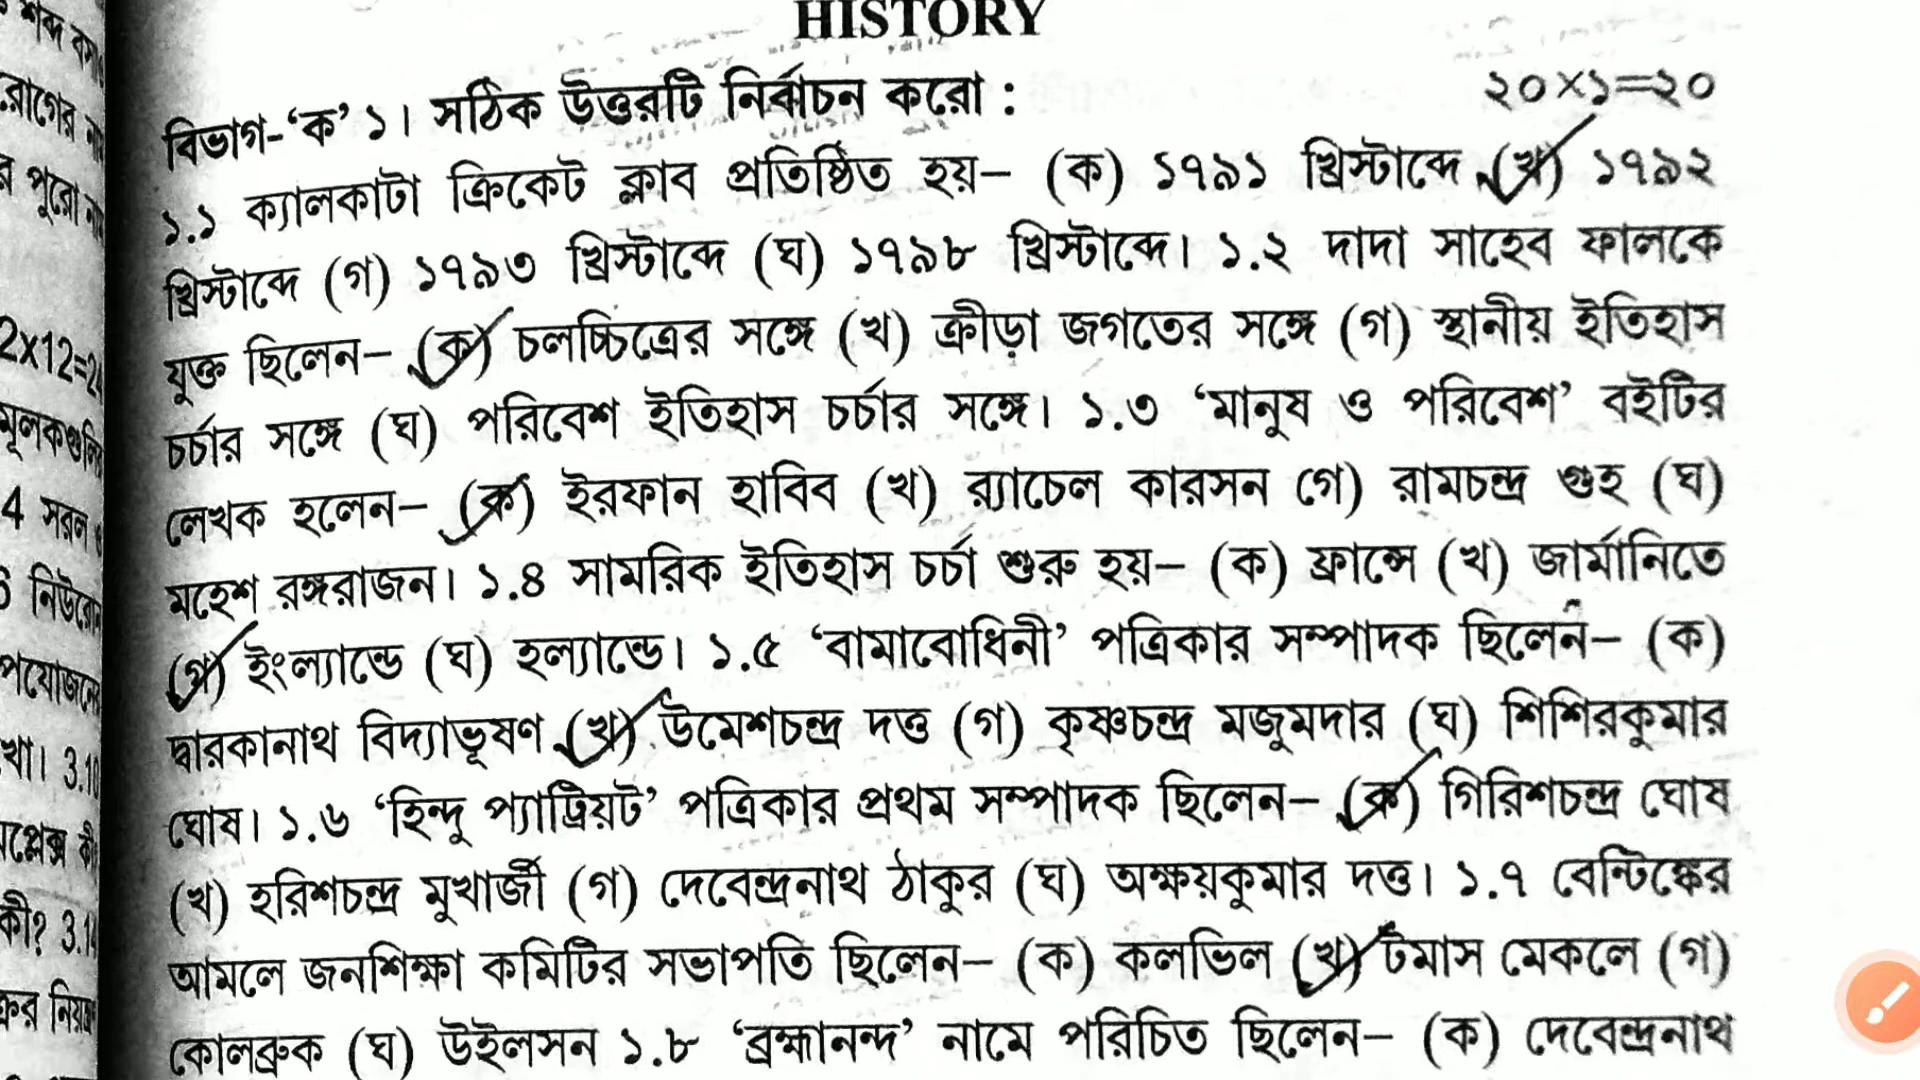 HISTORY
বিভাগ-‘ক’ ১। সঠিক উত্তরটি নির্বাচন করো : ২০×১=২০
১.১ ক্যালকাটা ক্রিকেট ক্লাব প্রতিষ্ঠিত হয়– (ক) ১৭৯১ খ্রিস্টাব্দে (খ) ১৭৯২
খ্রিস্টাব্দে (গ) ১৭৯৩ খ্রিস্টাব্দে (ঘ) ১৭৯৮ খ্রিস্টাব্দে। ১.২ দাদা সাহেব ফালকে
যুক্ত ছিলেন– (ক) চলচ্চিত্রের সঙ্গে (খ) ক্রীড়া জগতের সঙ্গে (গ) স্থানীয় ইতিহাস
চর্চার সঙ্গে (ঘ) পরিবেশ ইতিহাস চর্চার সঙ্গে। ১.৩ ‘মানুষ ও পরিবেশ’ বইটির
লেখক হলেন– (ক) ইরফান হাবিব (খ) র‍্যাচেল কারসন গে) রামচন্দ্র গুহ (ঘ)
মহেশ রঙ্গরাজন। ১.৪ সামরিক ইতিহাস চর্চা শুরু হয়– (ক) ফ্রান্সে (খ) জার্মানিতে
(গ) ইংল্যান্ডে (ঘ) হল্যান্ডে। ১.৫ ‘বামাবোধিনী’ পত্রিকার সম্পাদক ছিলেন– (ক)
দ্বারকানাথ বিদ্যাভূষণ (খ) উমেশচন্দ্র দত্ত (গ) কৃষ্ণচন্দ্র মজুমদার (ঘ) শিশিরকুমার
ঘোষ। ১.৬ ‘হিন্দু প্যাট্রিয়ট’ পত্রিকার প্রথম সম্পাদক ছিলেন– (ক) গিরিশচন্দ্র ঘোষ
(খ) হরিশচন্দ্র মুখার্জী (গ) দেবেন্দ্রনাথ ঠাকুর (ঘ) অক্ষয়কুমার দত্ত। ১.৭ বেন্টিঙ্কের
আমলে জনশিক্ষা কমিটির সভাপতি ছিলেন– (ক) কলভিল (খ) টমাস মেকলে (গ)
কোলব্রুক (ঘ) উইলসন ১.৮ ‘ব্রহ্মানন্দ’ নামে পরিচিত ছিলেন– (ক) দেবেন্দ্রনাথ